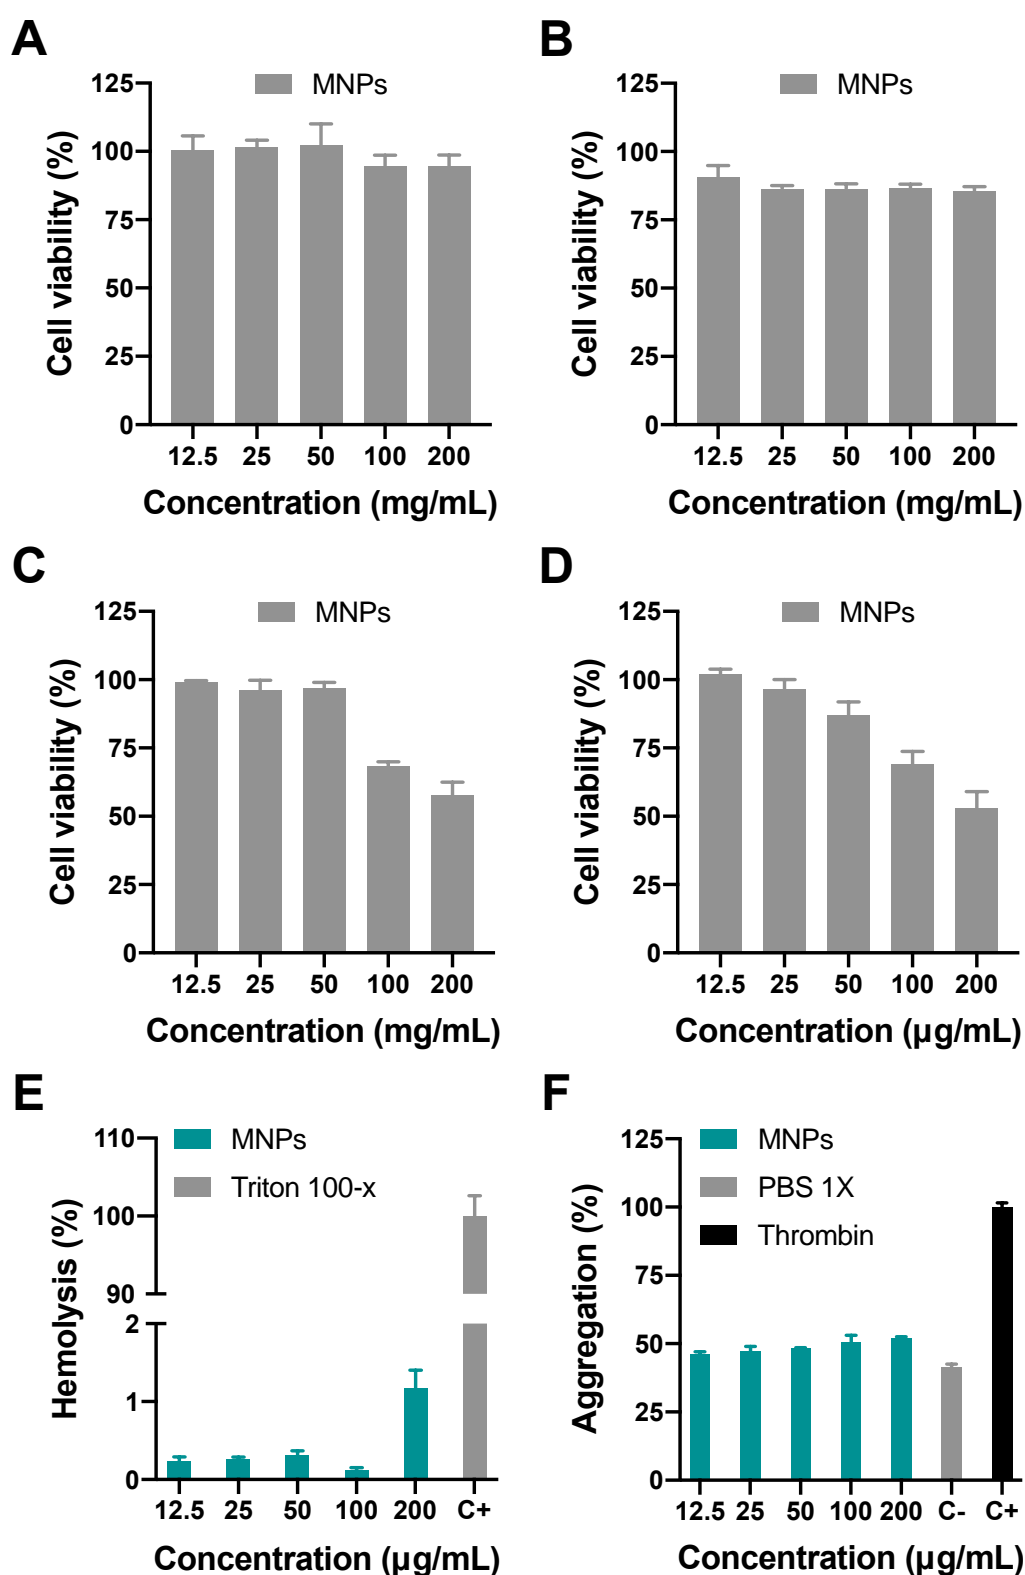 A
MNPs
125
100
75
50
25
0
Cell viability (%)
12.5 25 50 100 200
Concentration (mg/mL)
B
MNPs
125
100
75
50
25
0
Cell viability (%)
12.5 25 50 100 200
Concentration (mg/mL)
C
MNPs
125
100
75
50
25
0
Cell viability (%)
12.5 25 50 100 200
Concentration (mg/mL)
D
MNPs
125
100
75
50
25
0
Cell viability (%)
12.5 25 50 100 200
Concentration (µg/mL)
E
MNPs
Triton 100-x
110
100
90
2
1
0
Hemolysis (%)
12.5 25 50 100 200 C+
Concentration (µg/mL)
F
MNPs
PBS 1X
Thrombin
125
100
75
50
25
0
Aggregation (%)
12.5 25 50 100 200 C- C+
Concentration (µg/mL)